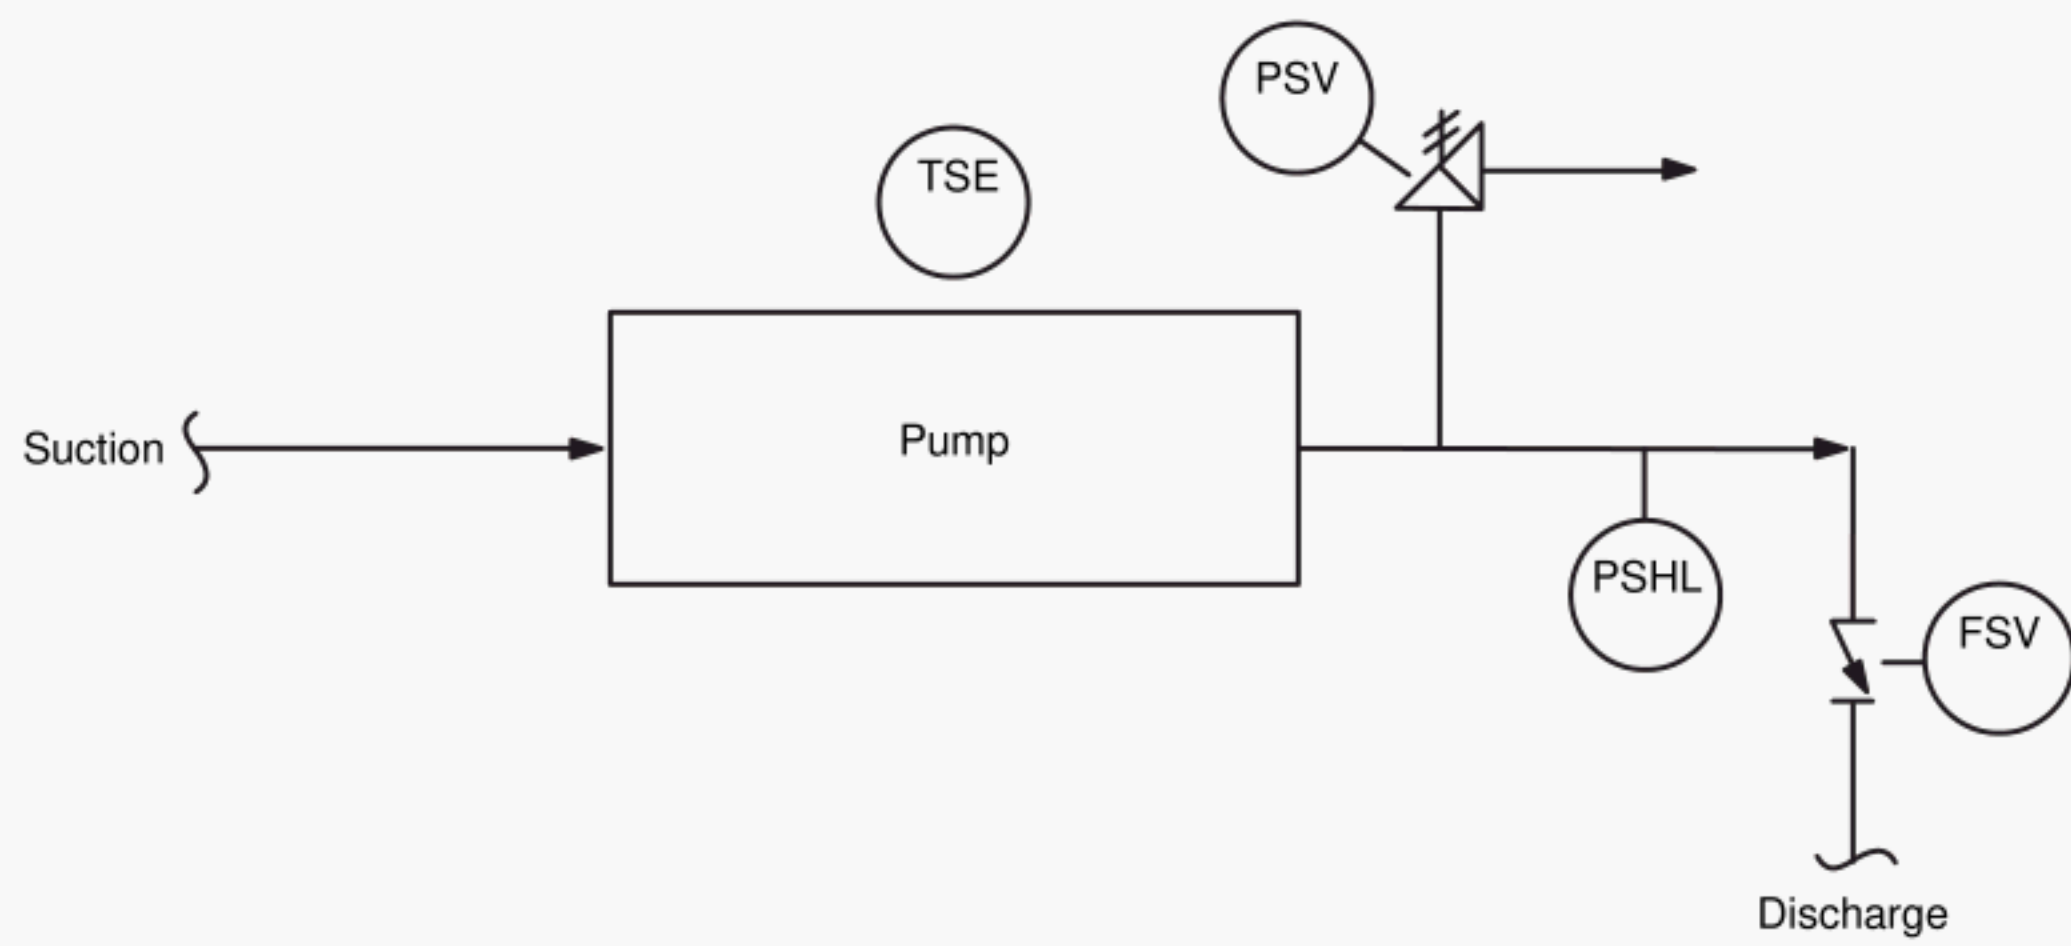 PSV
TSE
Suction
Pump
PSHL
FSV
Discharge